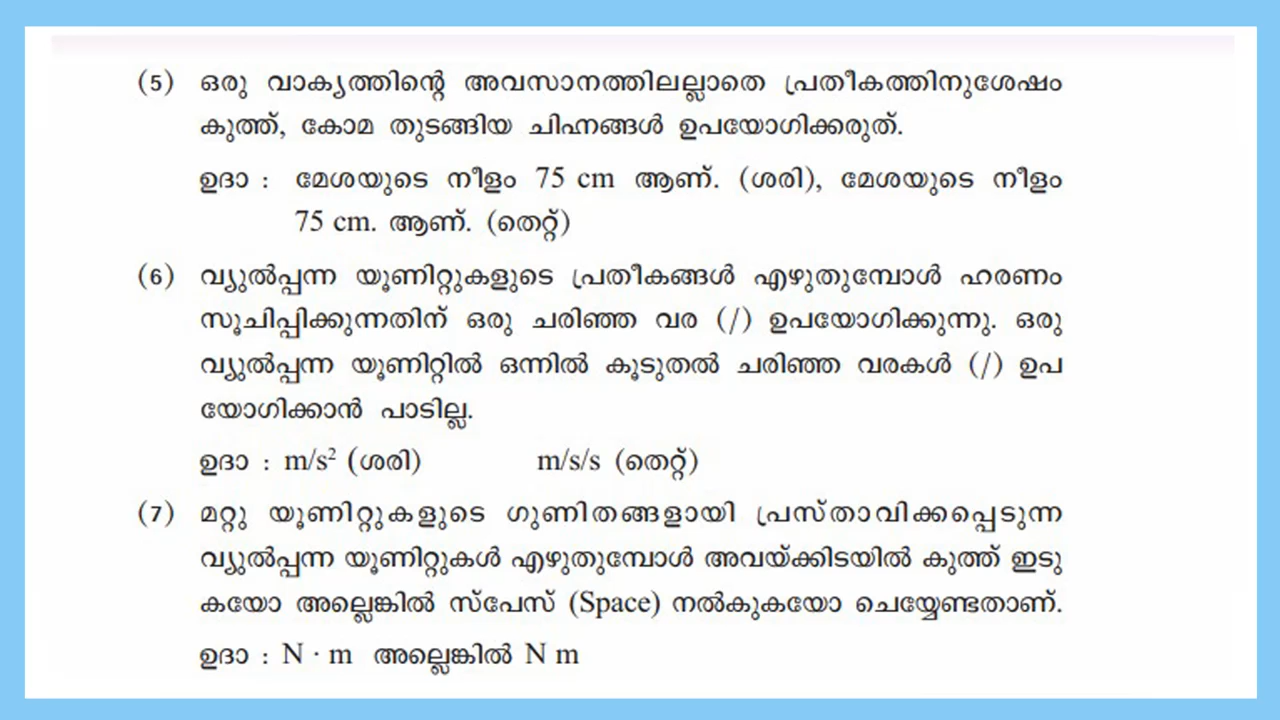 (5) ഒരു വാക്യത്തിന്റെ അവസാനത്തിലല്ലാതെ പ്രതീകത്തിനുശേഷം
കുത്ത്, കോമ തുടങ്ങിയ ചിഹ്നങ്ങൾ ഉപയോഗിക്കരുത്.
ഉദാ : മേശയുടെ നീളം 75 cm ആണ്. (ശരി), മേശയുടെ നീളം
75 cm. ആണ്. (തെറ്റ്)
(6) വ്യുൽപ്പന്ന യൂണിറ്റുകളുടെ പ്രതീകങ്ങൾ എഴുതുമ്പോൾ ഹരണം
സൂചിപ്പിക്കുന്നതിന് ഒരു ചരിഞ്ഞ വര (/) ഉപയോഗിക്കുന്നു. ഒരു
വ്യുൽപ്പന്ന യൂണിറ്റിൽ ഒന്നിൽ കൂടുതൽ ചരിഞ്ഞ വരകൾ (/) ഉപ
യോഗിക്കാൻ പാടില്ല.
ഉദാ : m/s² (ശരി) m/s/s (തെറ്റ്)
(7) മറ്റു യൂണിറ്റുകളുടെ ഗുണിതങ്ങളായി പ്രസ്താവിക്കപ്പെടുന്ന
വ്യുൽപ്പന്ന യൂണിറ്റുകൾ എഴുതുമ്പോൾ അവയ്ക്കിടയിൽ കുത്ത് ഇടു
കയോ അല്ലെങ്കിൽ സ്പേസ് (Space) നൽകുകയോ ചെയ്യേണ്ടതാണ്.
ഉദാ : N · m അല്ലെങ്കിൽ N m